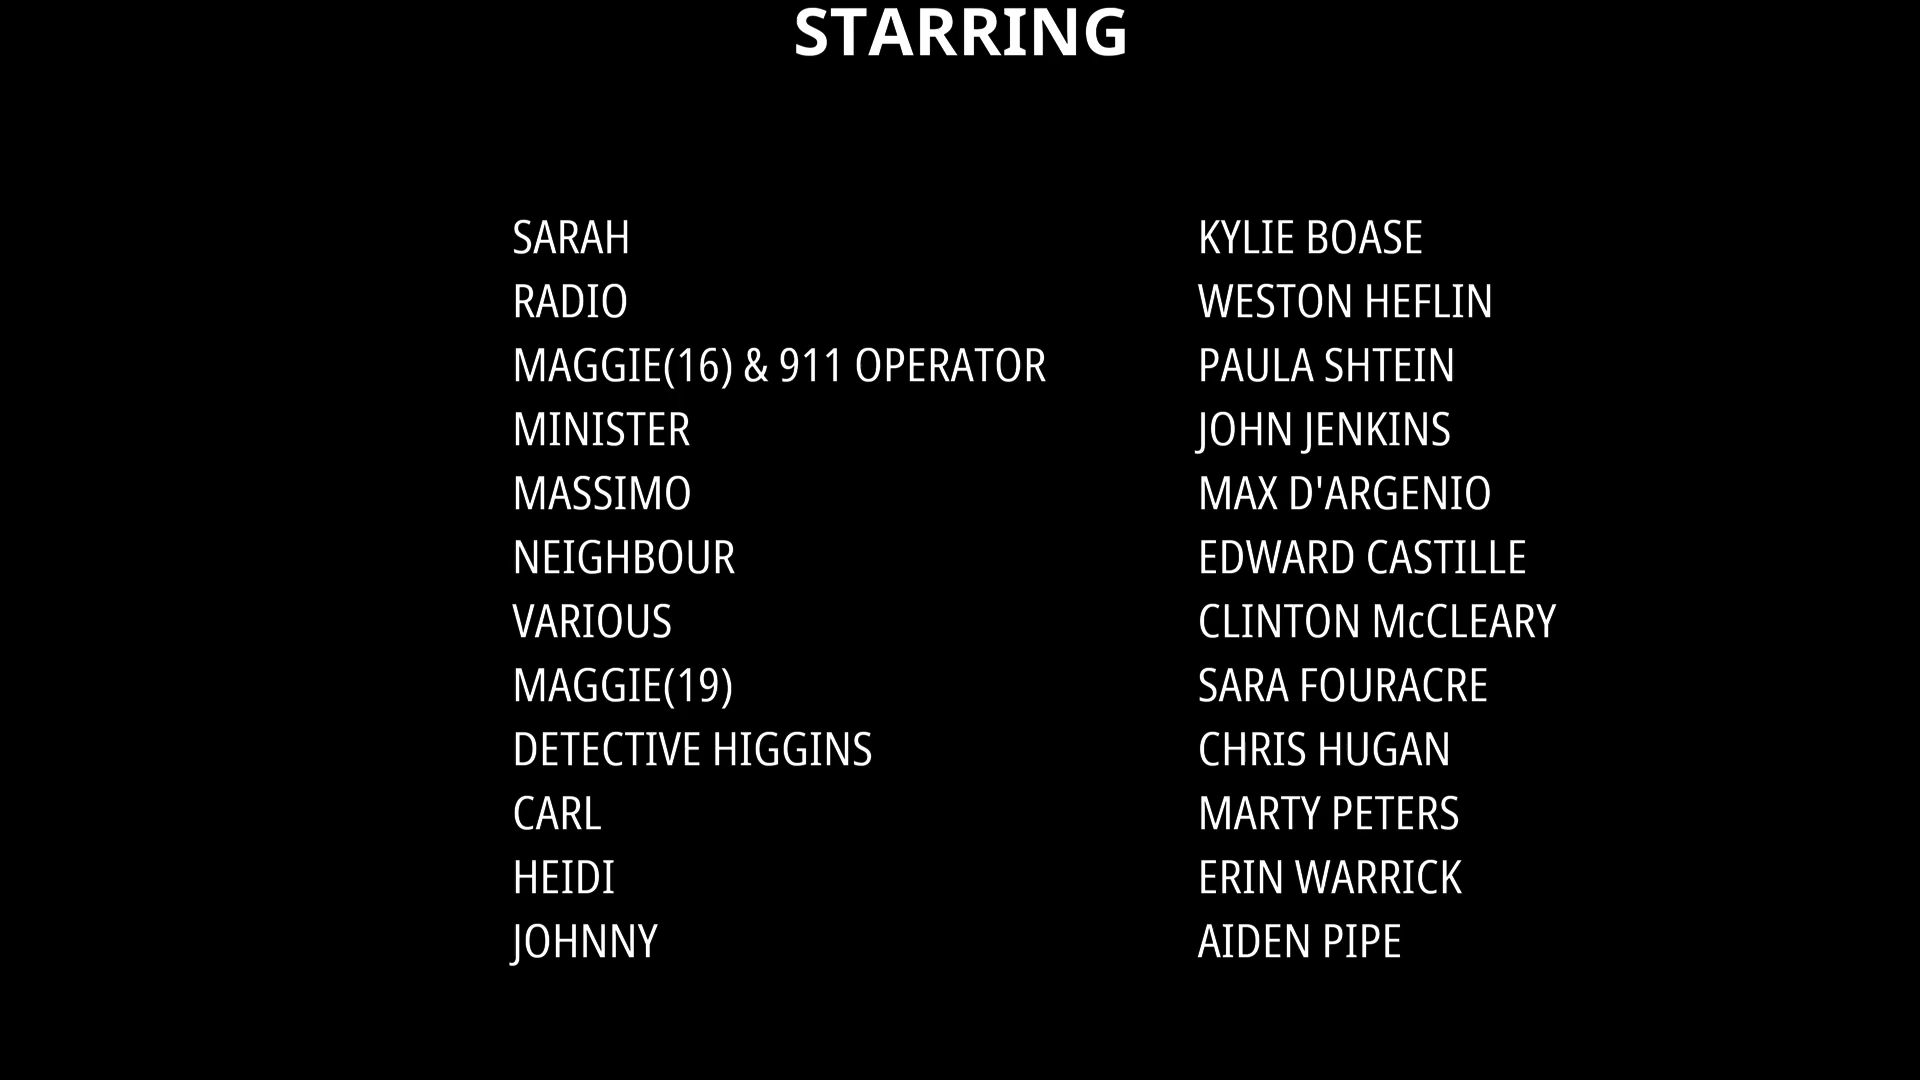 STARRING
SARAH KYLIE BOASE
RADIO WESTON HEFLIN
MAGGIE(16) & 911 OPERATOR PAULA SHTEIN
MINISTER JOHN JENKINS
MASSIMO MAX D'ARGENIO
NEIGHBOUR EDWARD CASTILLE
VARIOUS CLINTON McCLEARY
MAGGIE(19) SARA FOURACRE
DETECTIVE HIGGINS CHRIS HUGAN
CARL MARTY PETERS
HEIDI ERIN WARRICK
JOHNNY AIDEN PIPE